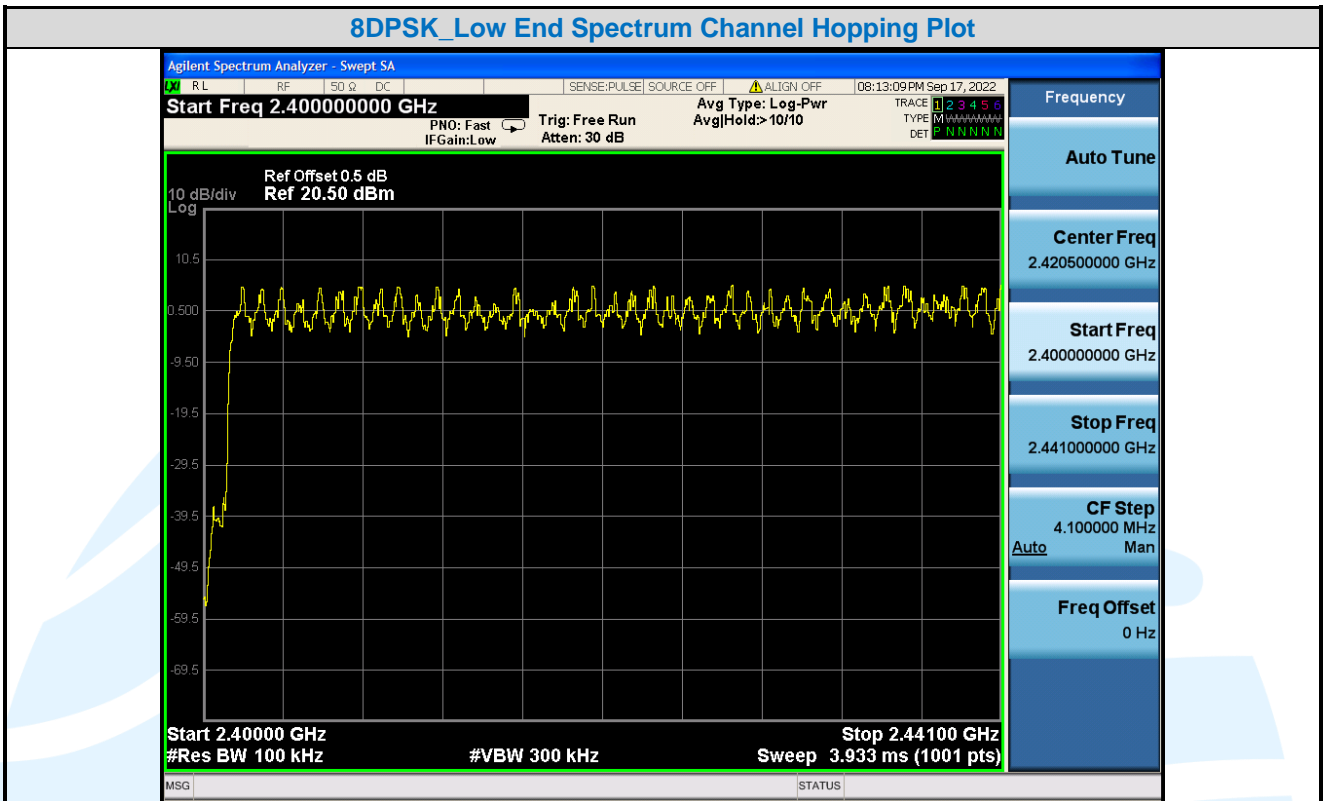 8DPSK_Low End Spectrum Channel Hopping Plot
Agilent Spectrum Analyzer - Swept SA
LXI RL RF 50 Ω DC SENSE:PULSE SOURCE OFF ALIGN OFF 08:13:09 PM Sep 17, 2022
Start Freq 2.400000000 GHz
PNO: Fast
IFGain:Low
Trig: Free Run
Atten: 30 dB
Avg Type: Log-Pwr
Avg|Hold:>10/10
TRACE 1 2 3 4 5 6
TYPE M
DET P N N N N N
Ref Offset 0.5 dB
10 dB/div Ref 20.50 dBm
Log
10.5
0.500
-9.50
-19.5
-29.5
-39.5
-49.5
-59.5
-69.5
Start 2.40000 GHz Stop 2.44100 GHz
#Res BW 100 kHz #VBW 300 kHz Sweep 3.933 ms (1001 pts)
MSG STATUS
Frequency
Auto Tune
Center Freq
2.420500000 GHz
Start Freq
2.400000000 GHz
Stop Freq
2.441000000 GHz
CF Step
4.100000 MHz
Auto Man
Freq Offset
0 Hz